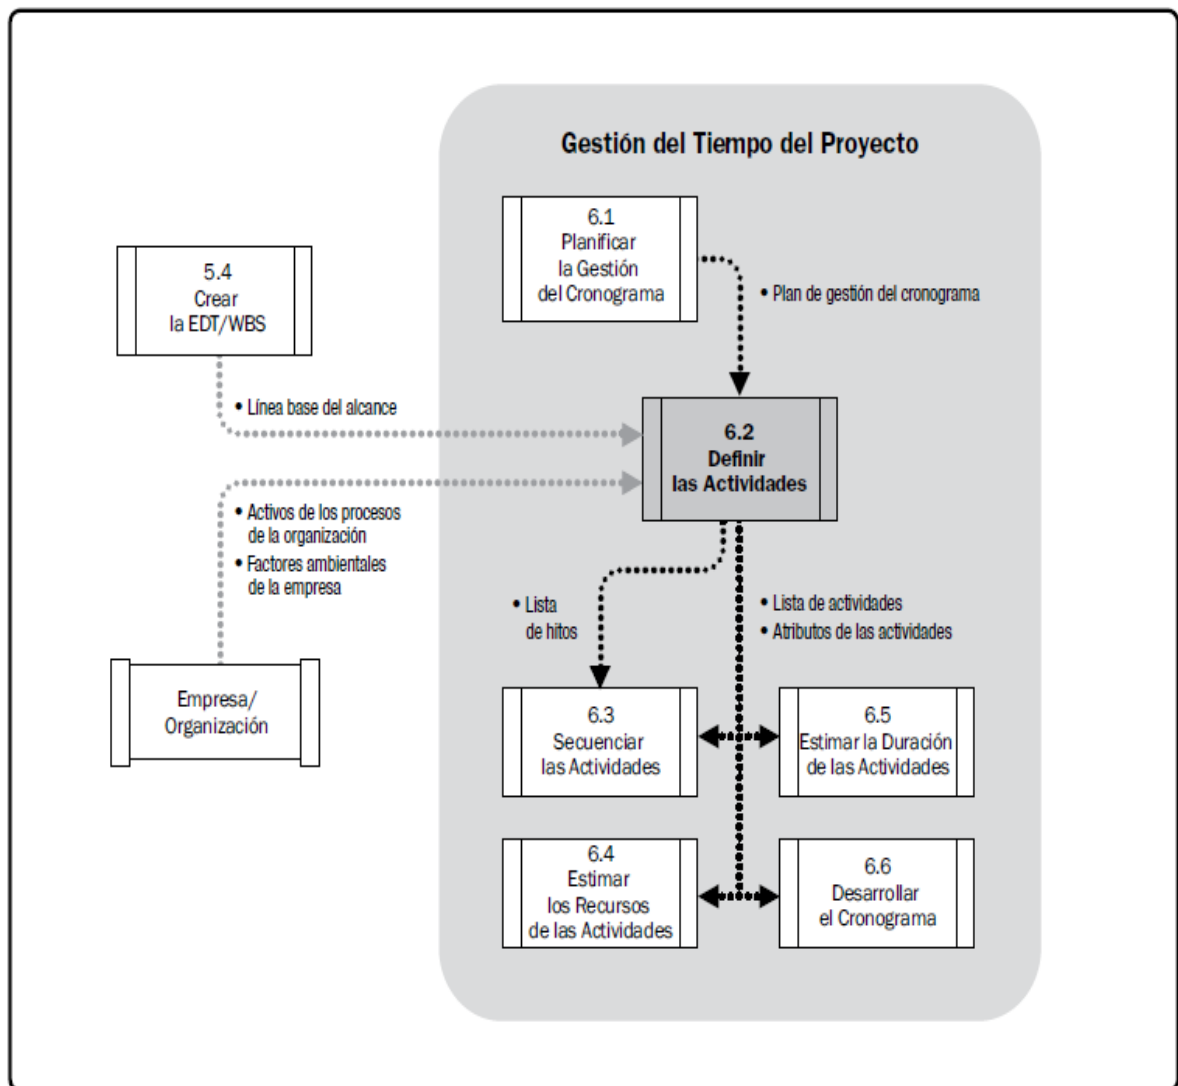 Gestión del Tiempo del Proyecto
6.1
Planificar
la Gestión
del Cronograma
5.4
Crear
la EDT/WBS
• Plan de gestión del cronograma
• Línea base del alcance
6.2
Definir
las Actividades
• Activos de los procesos
de la organización
• Factores ambientales
de la empresa
• Lista
de hitos
• Lista de actividades
• Atributos de las actividades
Empresa/
Organización
6.3
Secuenciar
las Actividades
6.5
Estimar la Duración
de las Actividades
6.4
Estimar
los Recursos
de las Actividades
6.6
Desarrollar
el Cronograma